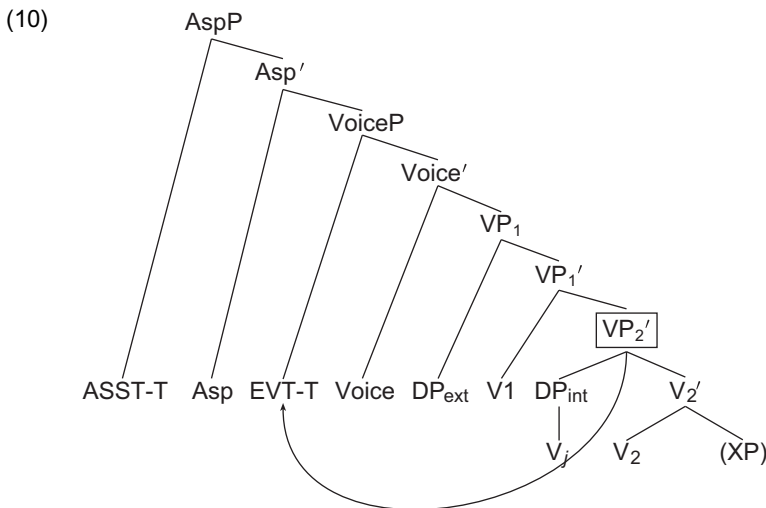 (10)
AspP
Asp′
VoiceP
Voice′
VP1
VP1′
VP2′
ASST-T Asp EVT-T Voice DPext V1 DPint V2′
Vj V2 (XP)